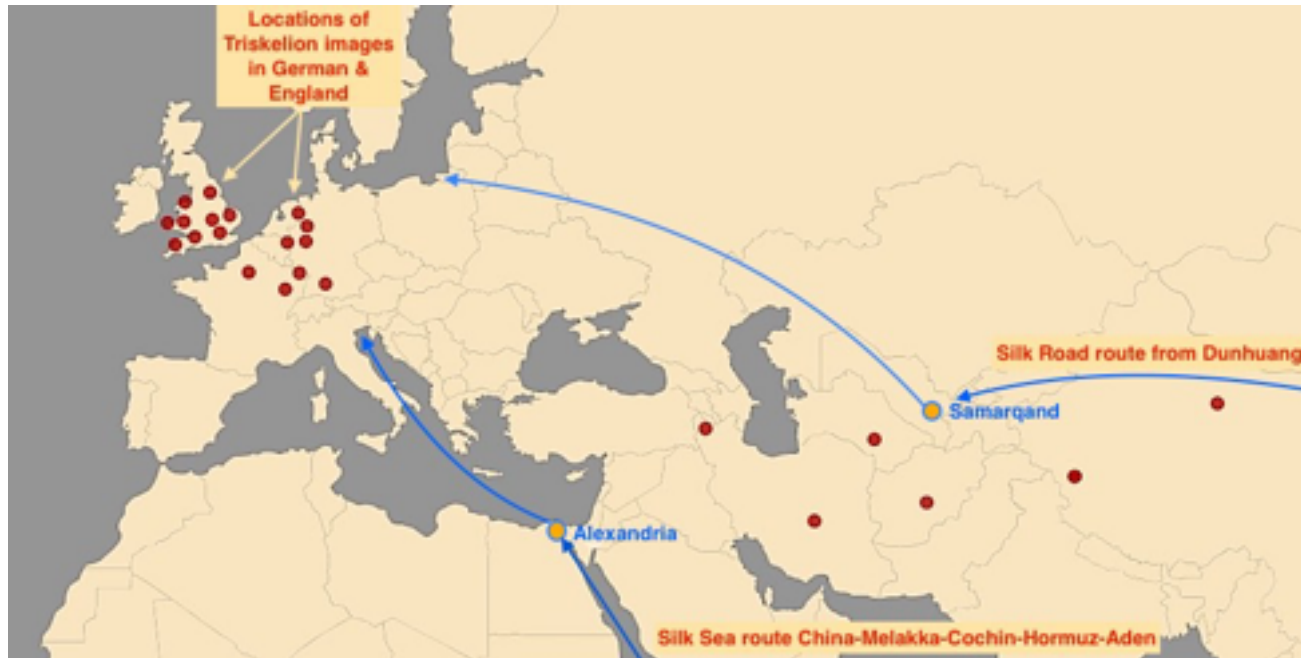 Locations of
Triskelion images
in German &
England
Silk Road route from Dunhuang
Samarqand
Alexandria
Silk Sea route China-Melakka-Cochin-Hormuz-Aden